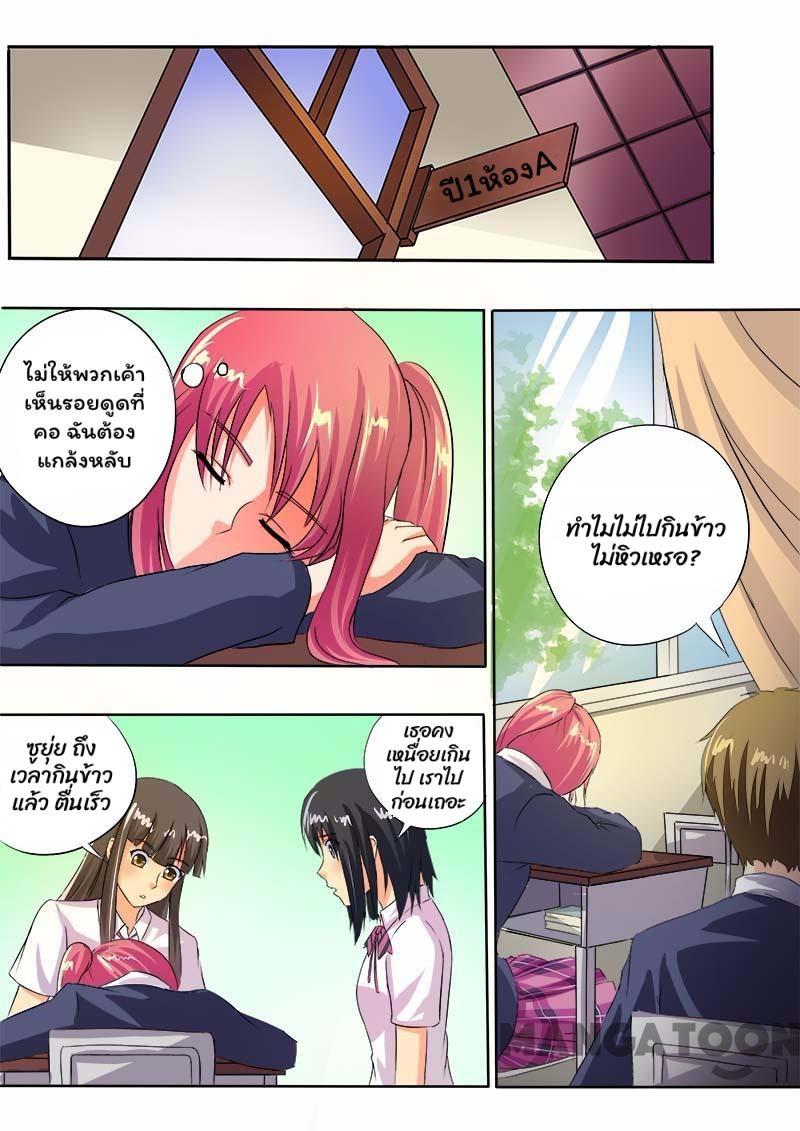 ปี1ห้องA
ไม่ให้พวกเค้า
เห็นรอยดูดที่
คอ ฉันต้อง
แกล้งหลับ
ซูยุ่ย ถึง
เวลากินข้าว
แล้ว ตื่นเร็ว
เธอคง
เหนื่อยเกิน
ไป เราไป
ก่อนเถอะ
ทำไมไม่ไปกินข้าว
ไม่หิวเหรอ?
MANGATOON